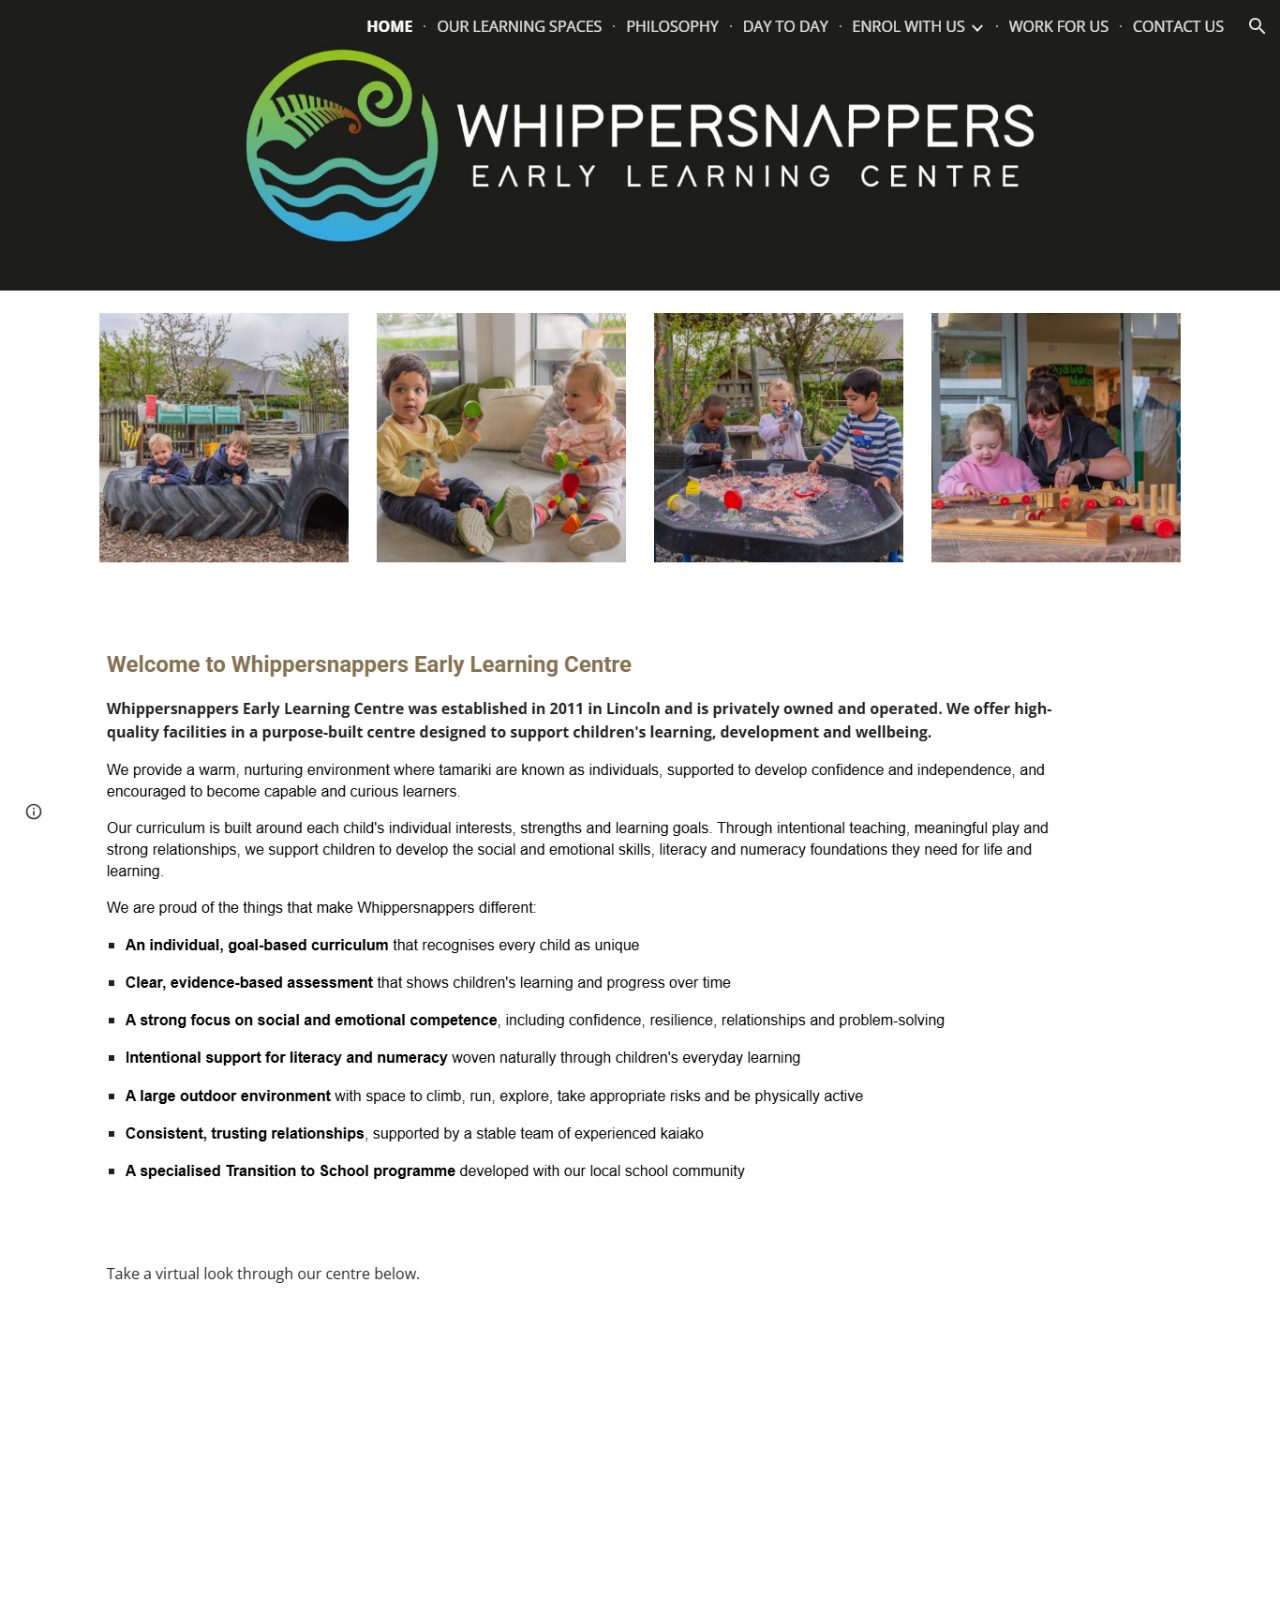 HOME · OUR LEARNING SPACES · PHILOSOPHY · DAY TO DAY · ENROL WITH US · WORK FOR US · CONTACT US
WHIPPERSNAPPERS
EARLY LEARNING CENTRE
Welcome to Whippersnappers Early Learning Centre
Whippersnappers Early Learning Centre was established in 2011 in Lincoln and is privately owned and operated. We offer high-
quality facilities in a purpose-built centre designed to support children's learning, development and wellbeing.
We provide a warm, nurturing environment where tamariki are known as individuals, supported to develop confidence and independence, and
encouraged to become capable and curious learners.
Our curriculum is built around each child's individual interests, strengths and learning goals. Through intentional teaching, meaningful play and
strong relationships, we support children to develop the social and emotional skills, literacy and numeracy foundations they need for life and
learning.
We are proud of the things that make Whippersnappers different:
▪ An individual, goal-based curriculum that recognises every child as unique
▪ Clear, evidence-based assessment that shows children's learning and progress over time
▪ A strong focus on social and emotional competence, including confidence, resilience, relationships and problem-solving
▪ Intentional support for literacy and numeracy woven naturally through children's everyday learning
▪ A large outdoor environment with space to climb, run, explore, take appropriate risks and be physically active
▪ Consistent, trusting relationships, supported by a stable team of experienced kaiako
▪ A specialised Transition to School programme developed with our local school community
Take a virtual look through our centre below.